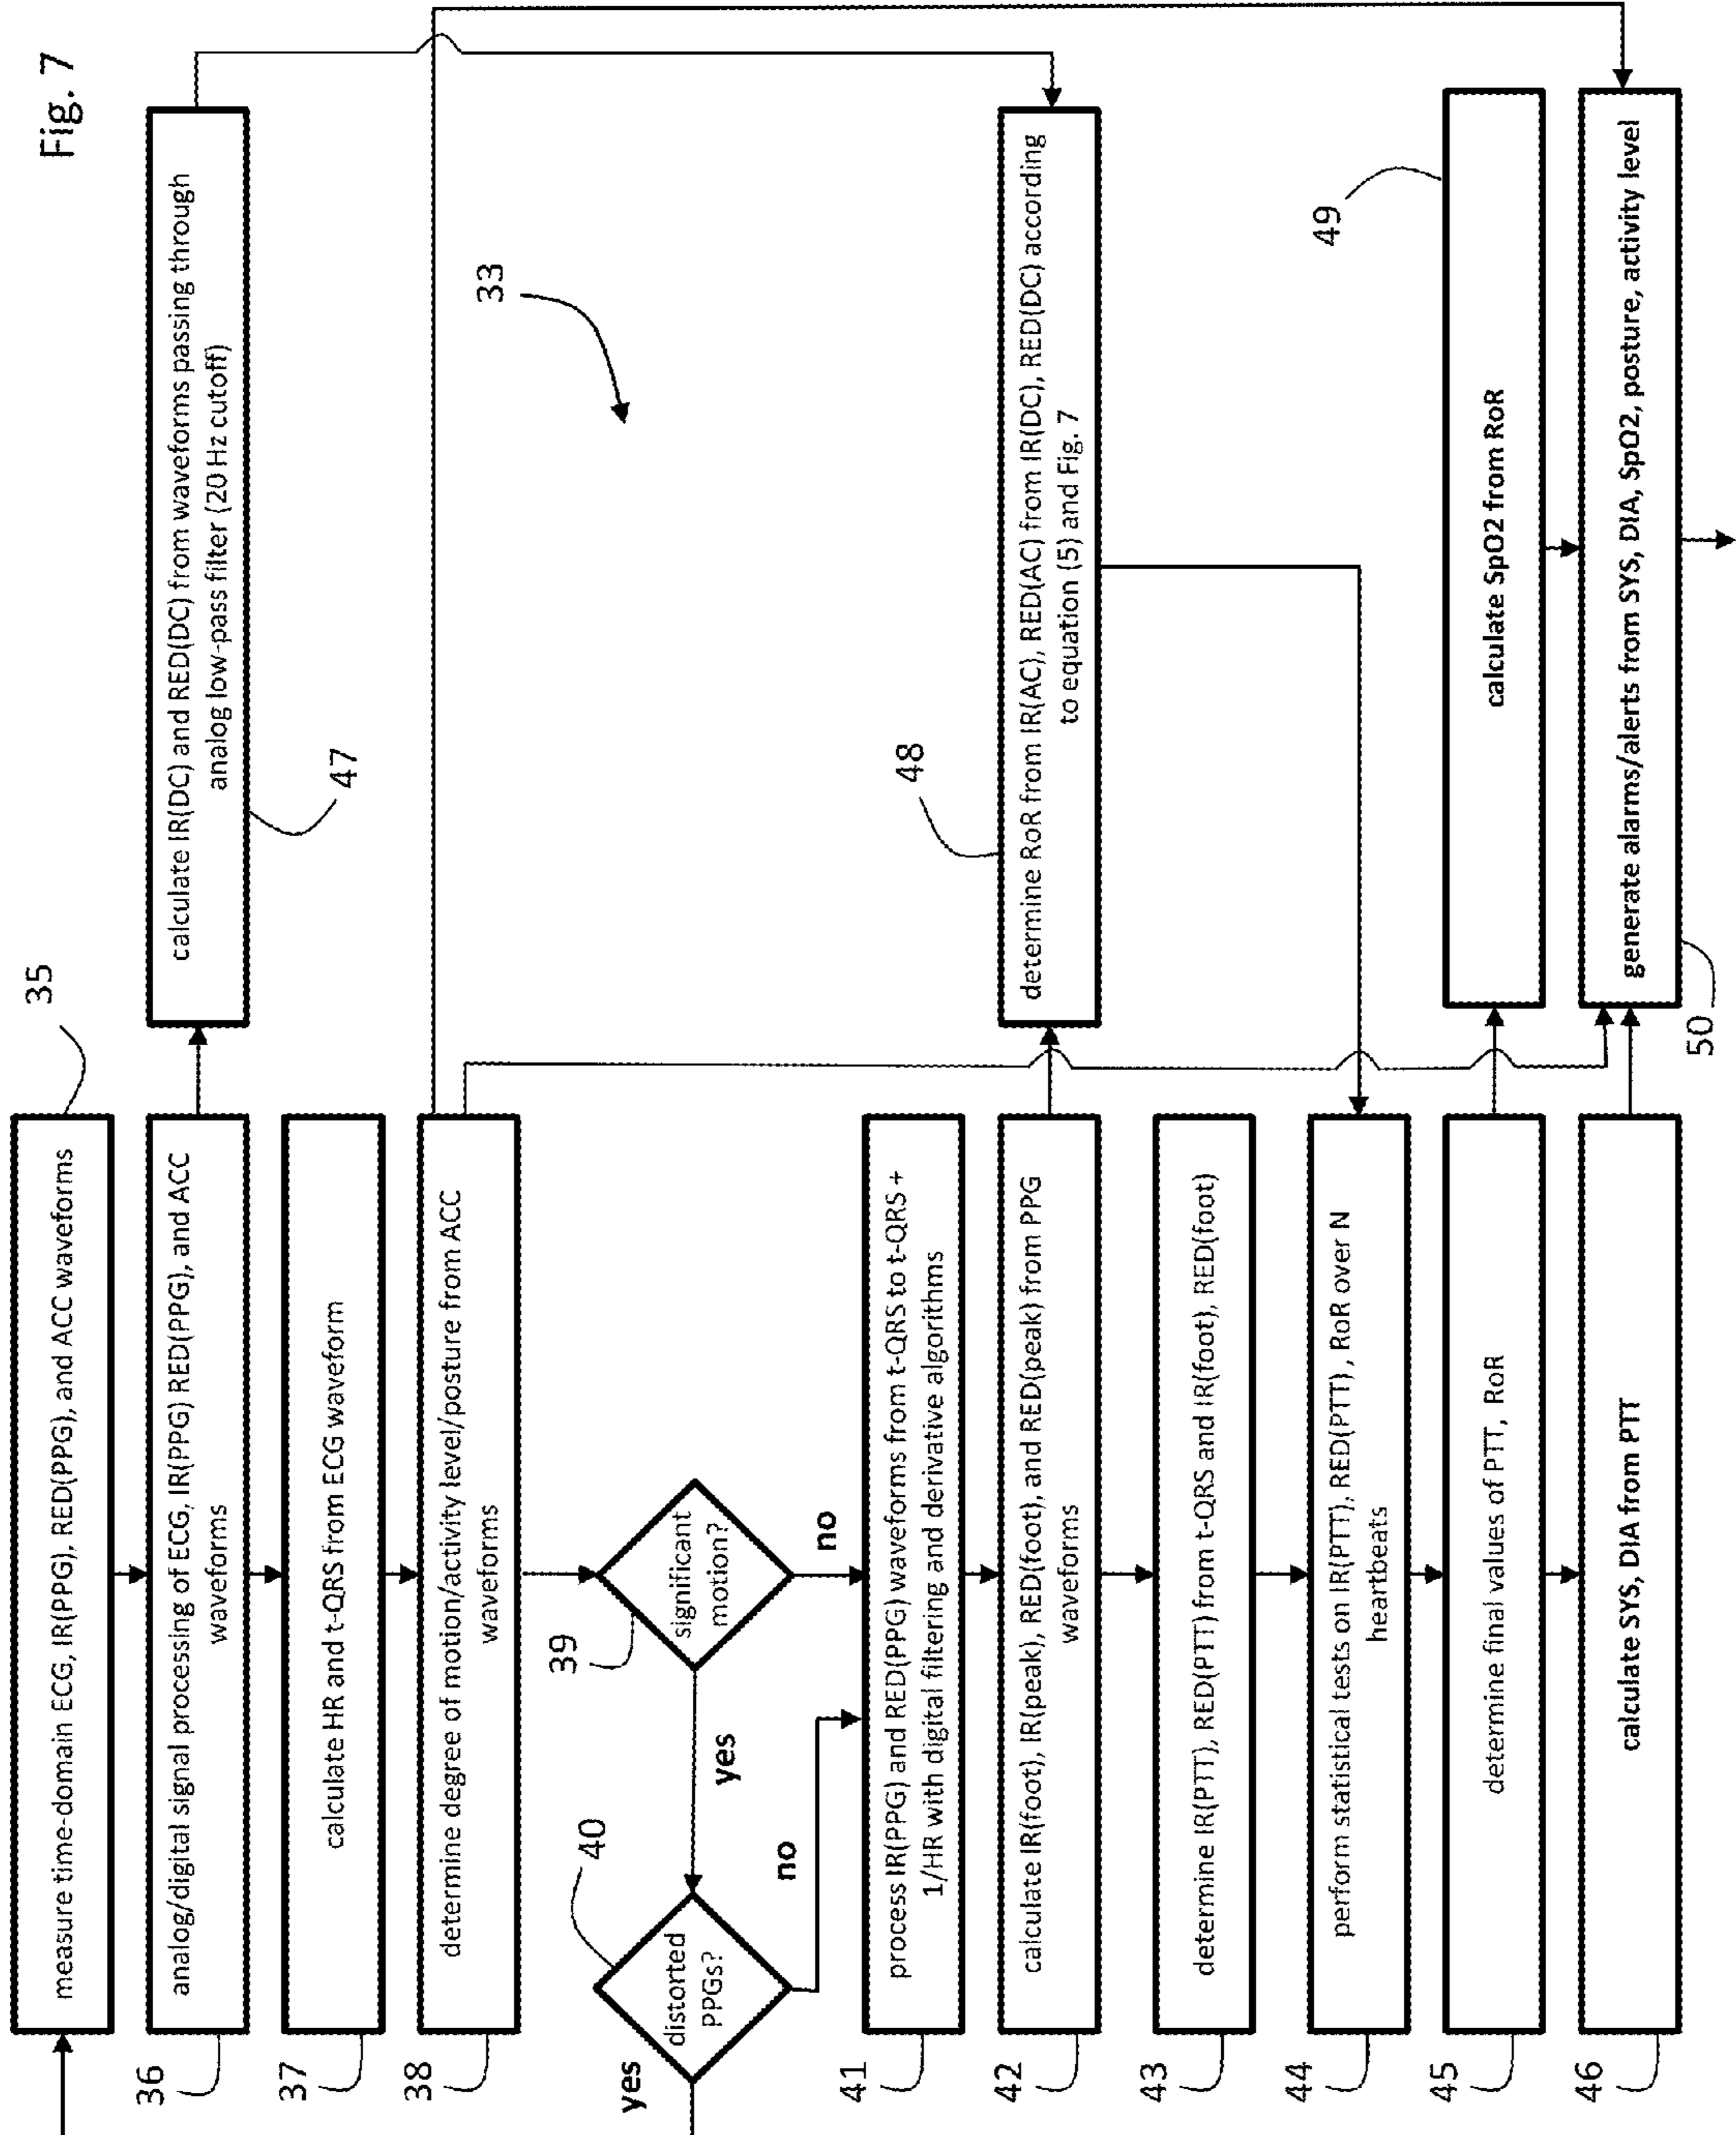 Fig. 7
35
measure time-domain ECG, IR(PPG), RED(PPG), and ACC waveforms
36
analog/digital signal processing of ECG, IR(PPG) RED(PPG), and ACC
waveforms
calculate IR(DC) and RED(DC) from waveforms passing through
analog low-pass filter (20 Hz cutoff)
47
37
calculate HR and t-QRS from ECG waveform
38
determine degree of motion/activity level/posture from ACC
waveforms
33
39
significant
motion?
yes
no
40
distorted
PPGs?
yes
no
41
process IR(PPG) and RED(PPG) waveforms from t-QRS to t-QRS +
1/HR with digital filtering and derivative algorithms
42
calculate IR(foot), IR(peak), RED(foot), and RED(peak) from PPG
waveforms
48
determine RoR from IR(AC), RED(AC) from IR(DC), RED(DC) according
to equation (5) and Fig. 7
43
determine IR(PTT), RED(PTT) from t-QRS and IR(foot), RED(foot)
44
perform statistical tests on IR(PTT), RED(PTT), RoR over N
heartbeats
45
determine final values of PTT, RoR
49
calculate SpO2 from RoR
46
calculate SYS, DIA from PTT
generate alarms/alerts from SYS, DIA, SpO2, posture, activity level
50